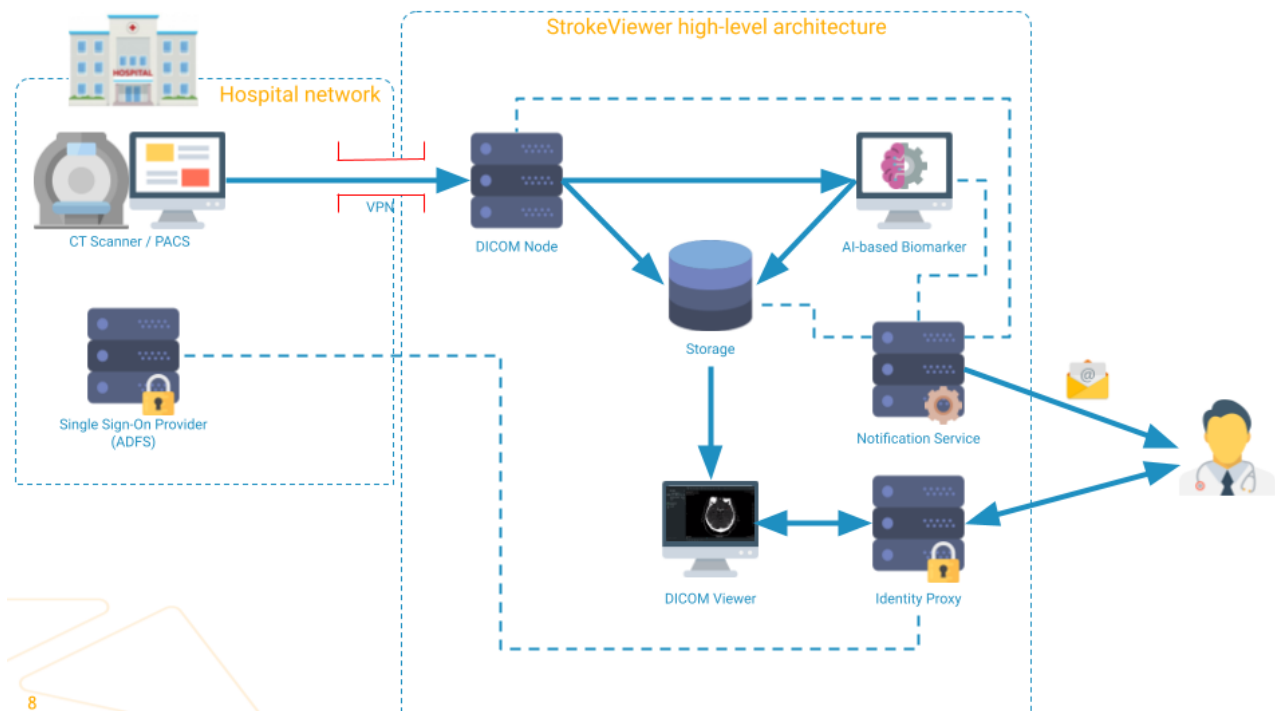 StrokeViewer high-level architecture
HOSPITAL
Hospital network
VPN
CT Scanner / PACS
DICOM Node
AI-based Biomarker
Storage
@
Single Sign-On Provider
(ADFS)
Notification Service
DICOM Viewer
Identity Proxy
8